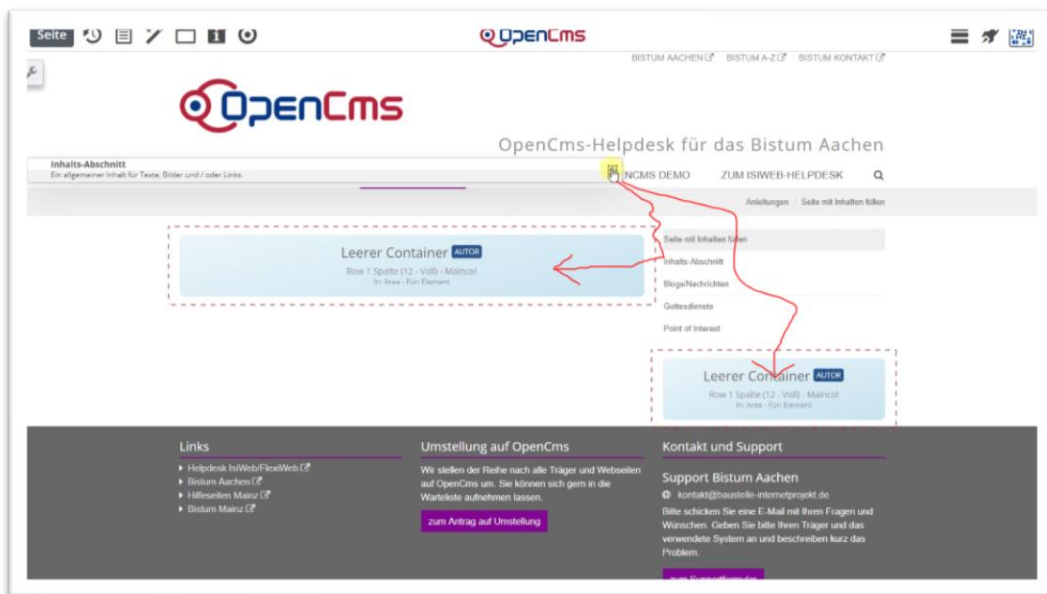 Seite
OpenCms
BISTUM AACHEN BISTUM A-Z BISTUM KONTAKT
OpenCms
OpenCms-Helpdesk für das Bistum Aachen
Inhalts-Abschnitt
Ein allgemeiner Inhalt für Texte, Bilder und / oder Links.
NCMS DEMO ZUM ISIWEB-HELPDESK
Anleitungen / Seite mit Inhalten füllen
Seite mit Inhalten füllen
Leerer Container AUTOR
Row 1 Spalte (12 - Voll) - Maincol
In: Area - Für: Element
Inhalts-Abschnitt
Blogs/Nachrichten
Gottesdienste
Point of Interest
Leerer Container AUTOR
Row 1 Spalte (12 - Voll) - Maincol
In: Area - Für: Element
Links
Helpdesk IsiWeb/FlexiWeb
Bistum Aachen
Hilfeseiten Mainz
Bistum Mainz
Umstellung auf OpenCms
Wir stellen der Reihe nach alle Träger und Webseiten
auf OpenCms um. Sie können sich gern in die
Warteliste aufnehmen lassen.
zum Antrag auf Umstellung
Kontakt und Support
Support Bistum Aachen
kontakt@baustelle-internetprojekt.de
Bitte schicken Sie eine E-Mail mit Ihren Fragen und
Wünschen. Geben Sie bitte Ihren Träger und das
verwendete System an und beschreiben kurz das
Problem.
zum Supportformular